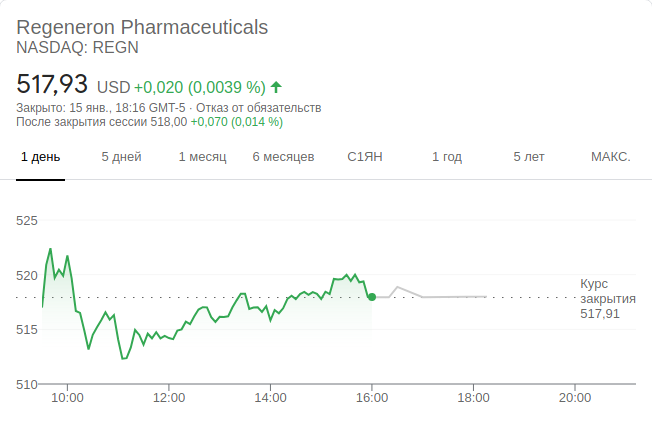 Regeneron Pharmaceuticals
NASDAQ: REGN
517,93 USD +0,020 (0,0039 %)
Закрыто: 15 янв., 18:16 GMT-5 · Отказ от обязательств
После закрытия сессии 518,00 +0,070 (0,014 %)
1 день 5 дней 1 месяц 6 месяцев С1ЯН 1 год 5 лет МАКС.
525
520
Курс
закрытия
517,91
515
510
10:00 12:00 14:00 16:00 18:00 20:00